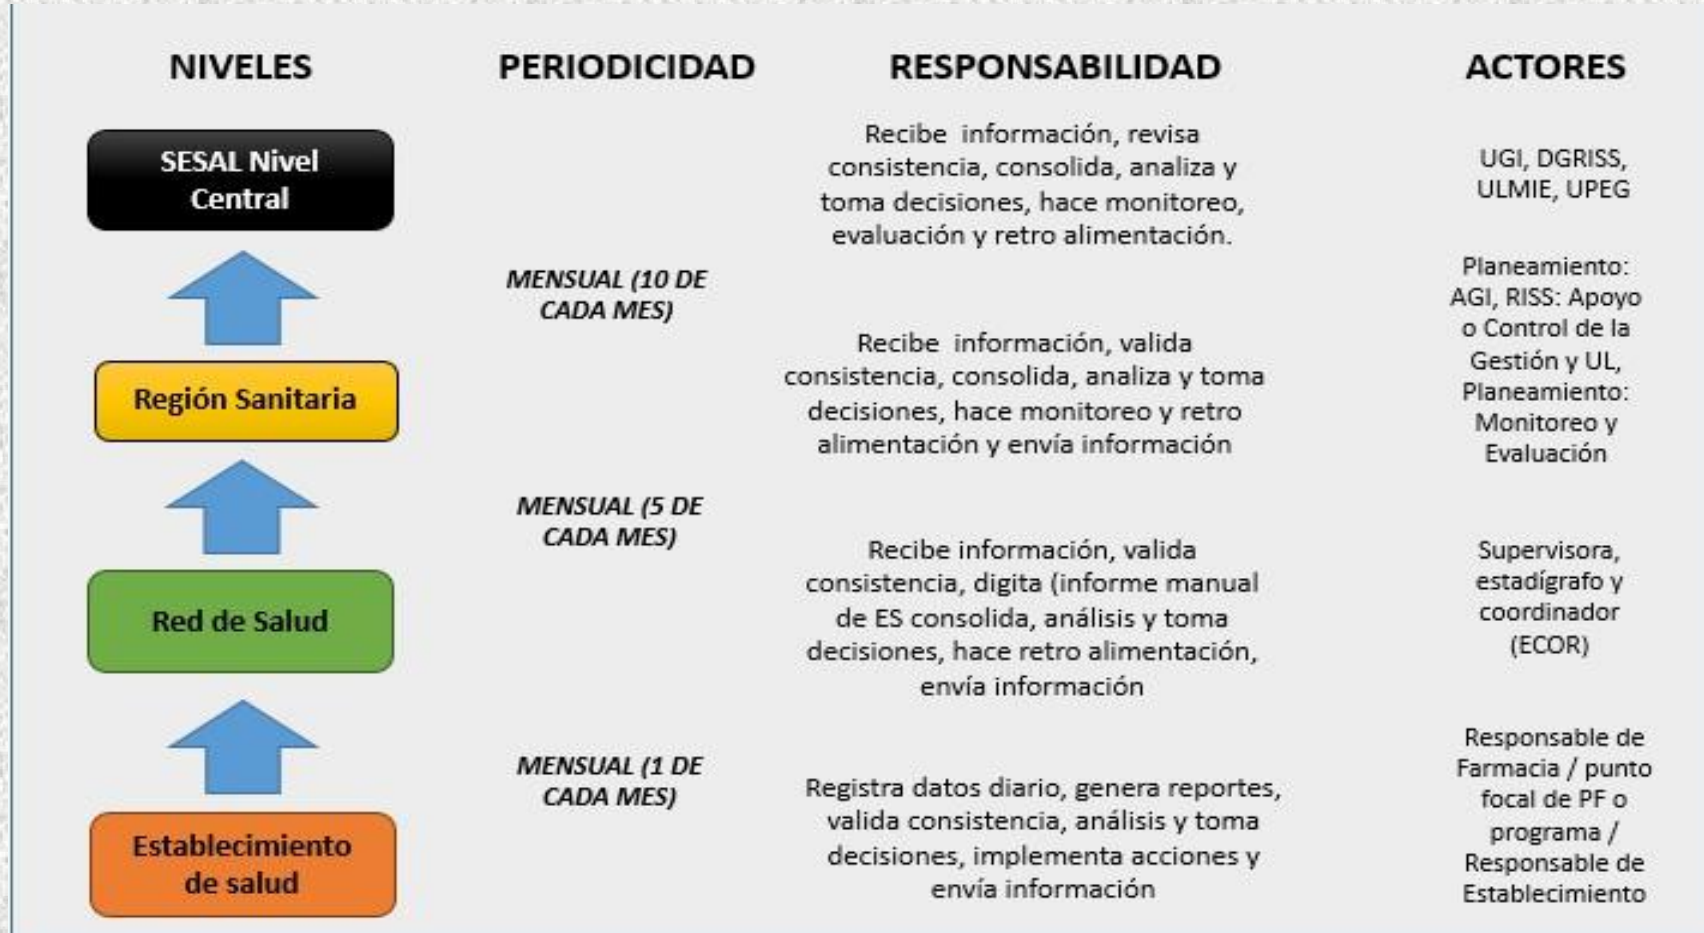 NIVELES
PERIODICIDAD
RESPONSABILIDAD
ACTORES
SESAL Nivel
Central
Recibe información, revisa
consistencia, consolida, analiza y
toma decisiones, hace monitoreo,
evaluación y retro alimentación.
UGI, DGRISS,
ULMIE, UPEG
MENSUAL (10 DE
CADA MES)
Región Sanitaria
Recibe información, valida
consistencia, consolida, analiza y toma
decisiones, hace monitoreo y retro
alimentación y envía información
Planeamiento:
AGI, RISS: Apoyo
o Control de la
Gestión y UL,
Planeamiento:
Monitoreo y
Evaluación
MENSUAL (5 DE
CADA MES)
Red de Salud
Recibe información, valida
consistencia, digita (informe manual
de ES consolida, análisis y toma
decisiones, hace retro alimentación,
envía información
Supervisora,
estadígrafo y
coordinador
(ECOR)
MENSUAL (1 DE
CADA MES)
Establecimiento
de salud
Registra datos diario, genera reportes,
valida consistencia, análisis y toma
decisiones, implementa acciones y
envía información
Responsable de
Farmacia / punto
focal de PF o
programa /
Responsable de
Establecimiento